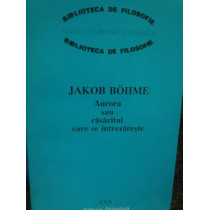 BIBLIOTECA DE FILOSOFIE
BIBLIOTECA DE FILOSOFIE
JAKOB BÖHME
Aurora
sau
răsăritul
care se întrezărește